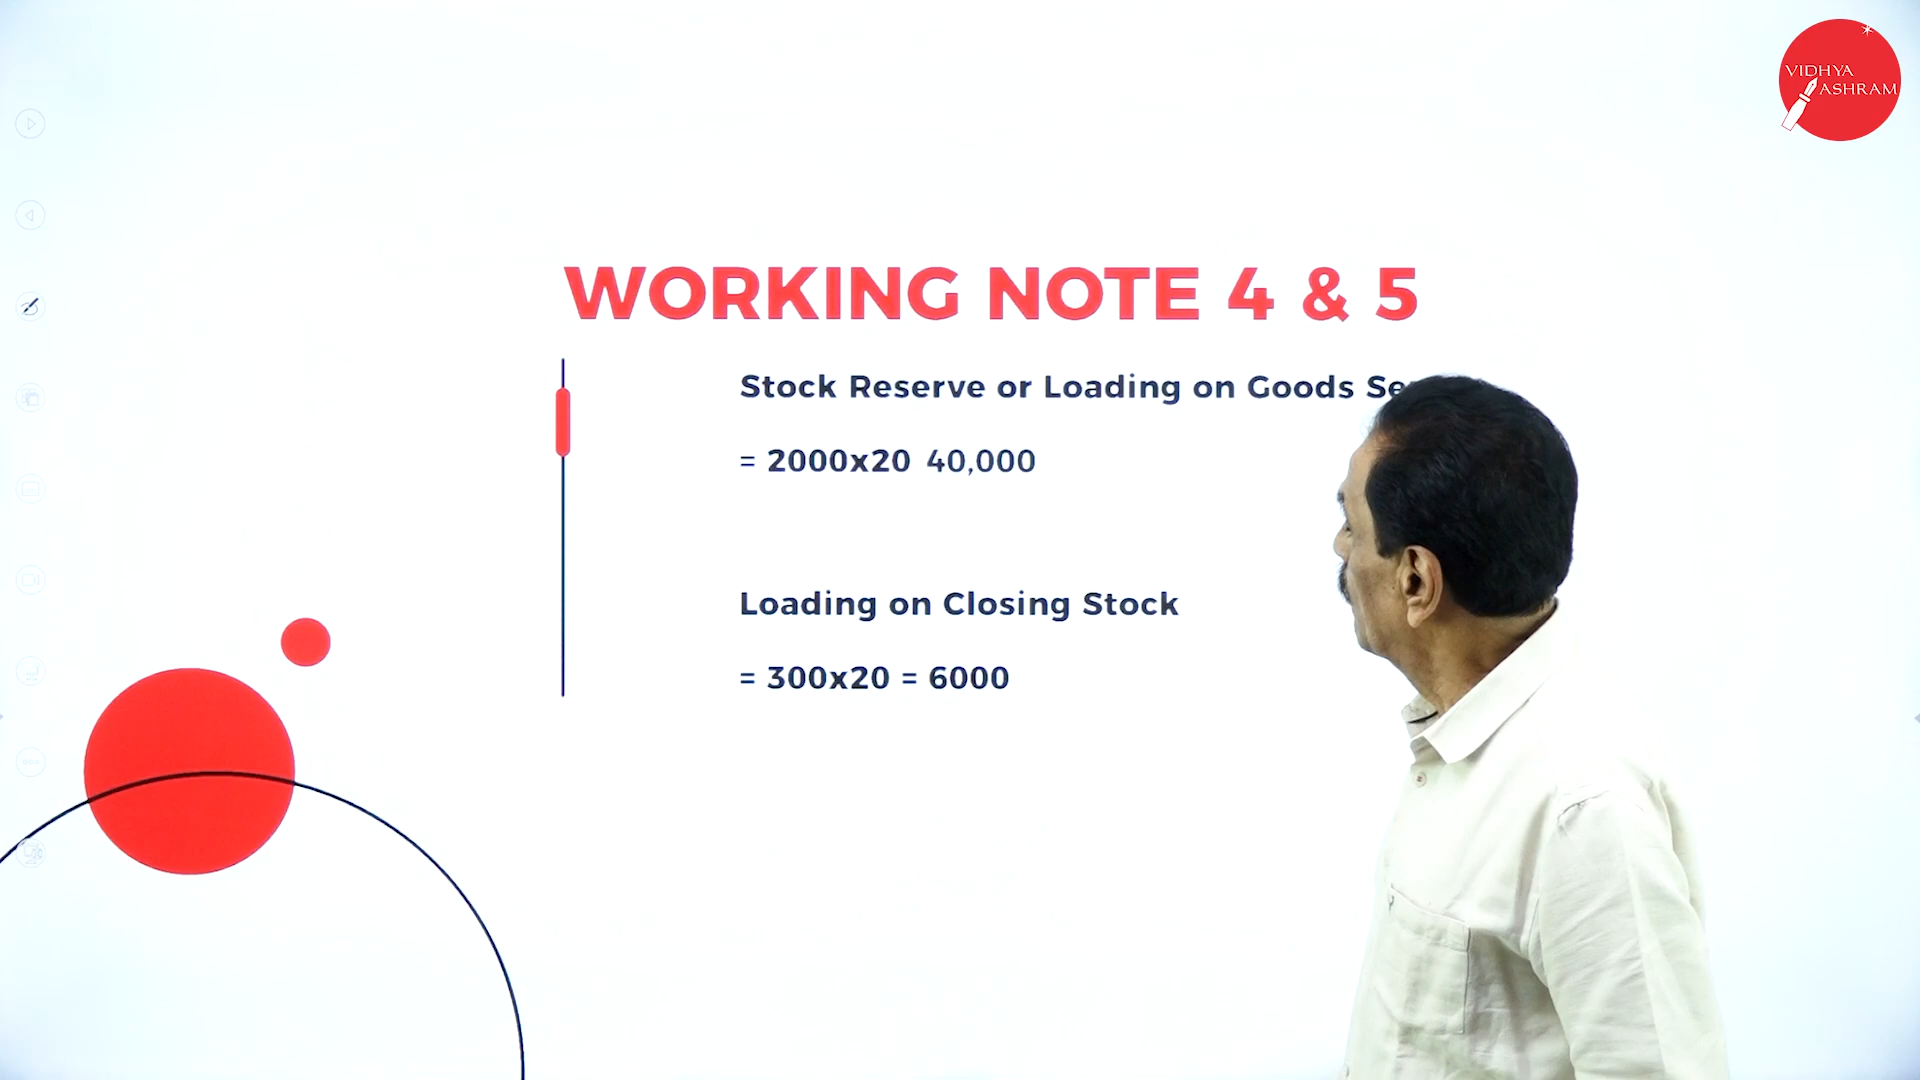 VIDHYA
ASHRAM
WORKING NOTE 4 & 5
Stock Reserve or Loading on Goods
= 2000x20 40,000
Loading on Closing Stock
= 300x20 = 6000